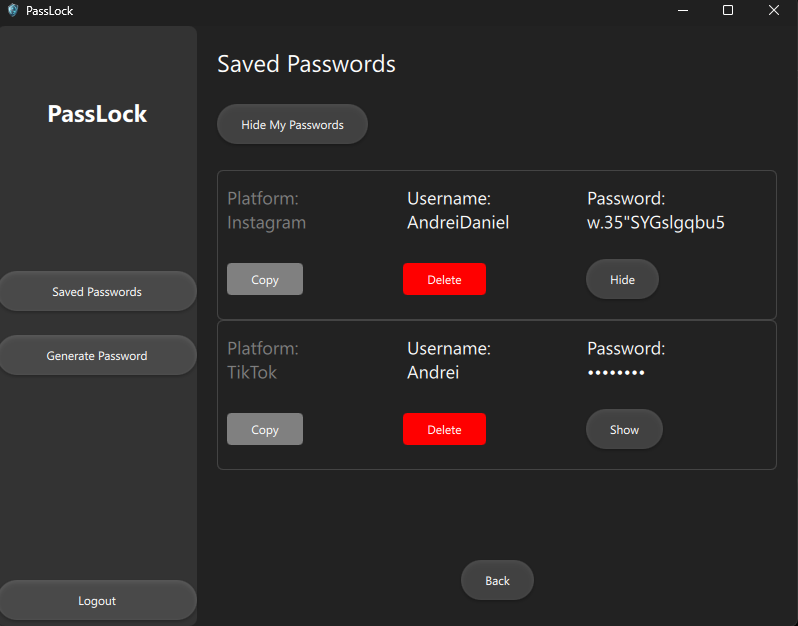 PassLock
PassLock
Saved Passwords
Generate Password
Logout
Saved Passwords
Hide My Passwords
Platform: Username: Password:
Instagram AndreiDaniel w.35"SYGslgqbu5
Copy Delete Hide
Platform: Username: Password:
TikTok Andrei ••••••••
Copy Delete Show
Back